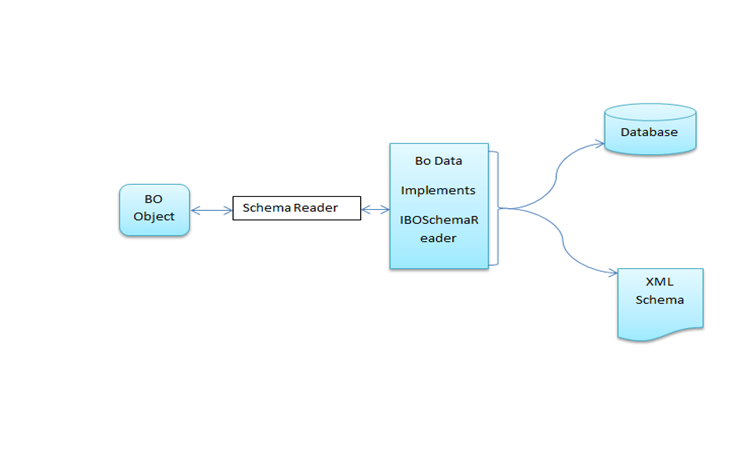 BO
Object
Schema Reader
Bo Data
Implements
IBOSchemaR
eader
Database
XML
Schema